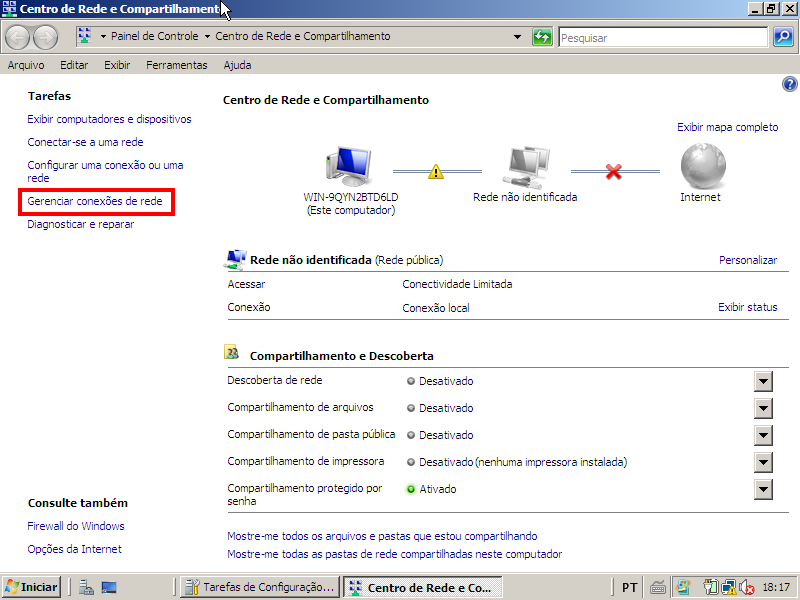 Centro de Rede e Compartilhamento
Painel de Controle
Centro de Rede e Compartilhamento
Pesquisar
Arquivo
Editar
Exibir
Ferramentas
Ajuda
Tarefas
Exibir computadores e dispositivos
Conectar-se a uma rede
Configurar uma conexão ou uma
rede
Gerenciar conexões de rede
Diagnosticar e reparar
Centro de Rede e Compartilhamento
Exibir mapa completo
WIN-9QYN2BTD6LD
(Este computador)
Rede não identificada
Internet
Rede não identificada (Rede pública)
Personalizar
Acessar
Conectividade Limitada
Conexão
Conexão local
Exibir status
Compartilhamento e Descoberta
Descoberta de rede
Desativado
Compartilhamento de arquivos
Desativado
Compartilhamento de pasta pública
Desativado
Compartilhamento de impressora
Desativado (nenhuma impressora instalada)
Compartilhamento protegido por
senha
Ativado
Mostre-me todos os arquivos e pastas que estou compartilhando
Mostre-me todas as pastas de rede compartilhadas neste computador
Consulte também
Firewall do Windows
Opções da Internet
Iniciar
Tarefas de Configuração...
Centro de Rede e Co...
PT
18:17